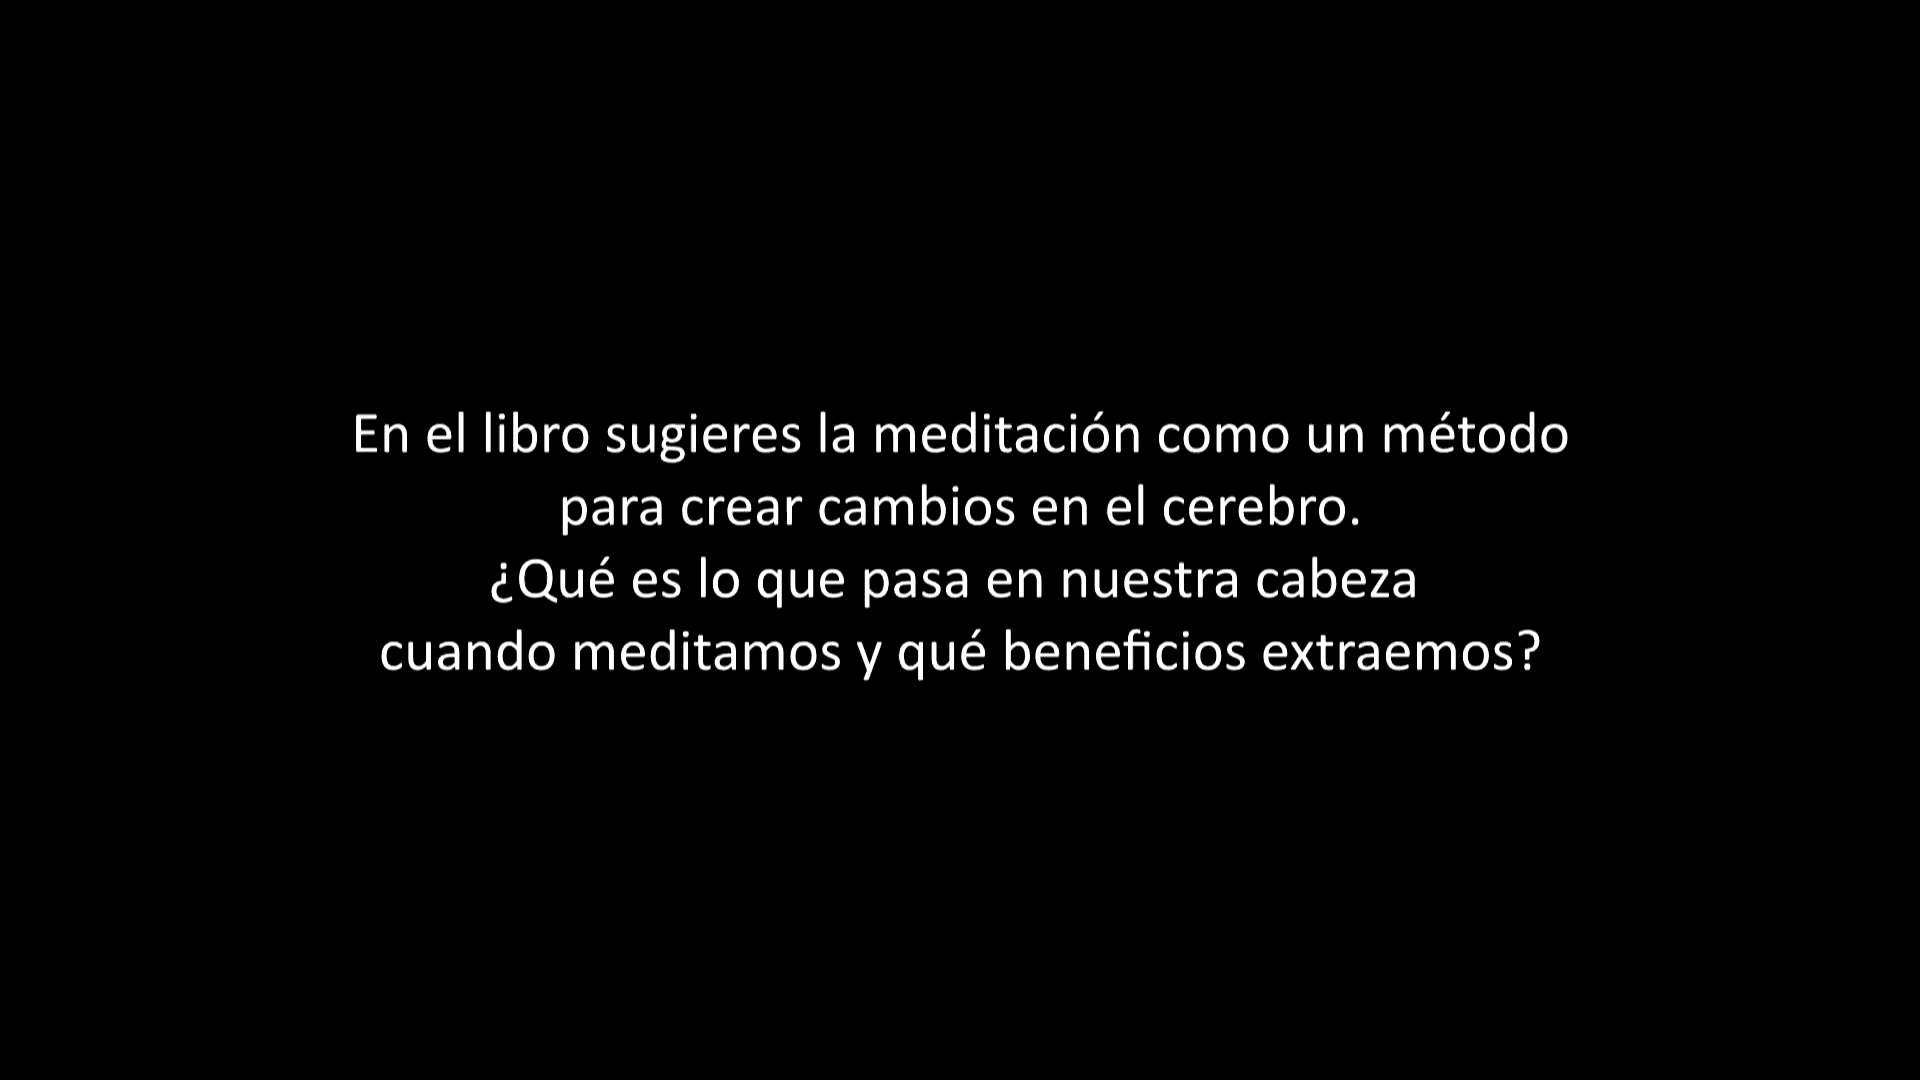 En el libro sugieres la meditación como un método
para crear cambios en el cerebro.
¿Qué es lo que pasa en nuestra cabeza
cuando meditamos y qué beneficios extraemos?